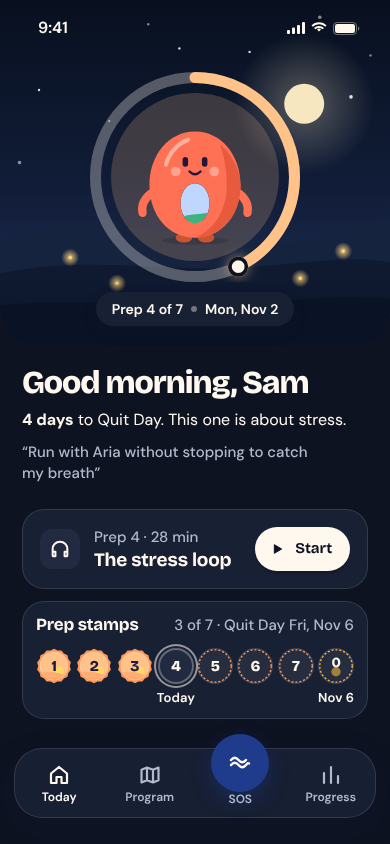 9:41
Prep 4 of 7 • Mon, Nov 2
Good morning, Sam
4 days to Quit Day. This one is about stress.
“Run with Aria without stopping to catch
my breath”
Prep 4 · 28 min
The stress loop
Start
Prep stamps
3 of 7 · Quit Day Fri, Nov 6
1 2 3 4 5 6 7 0
Today
Nov 6
Today
Program
SOS
Progress